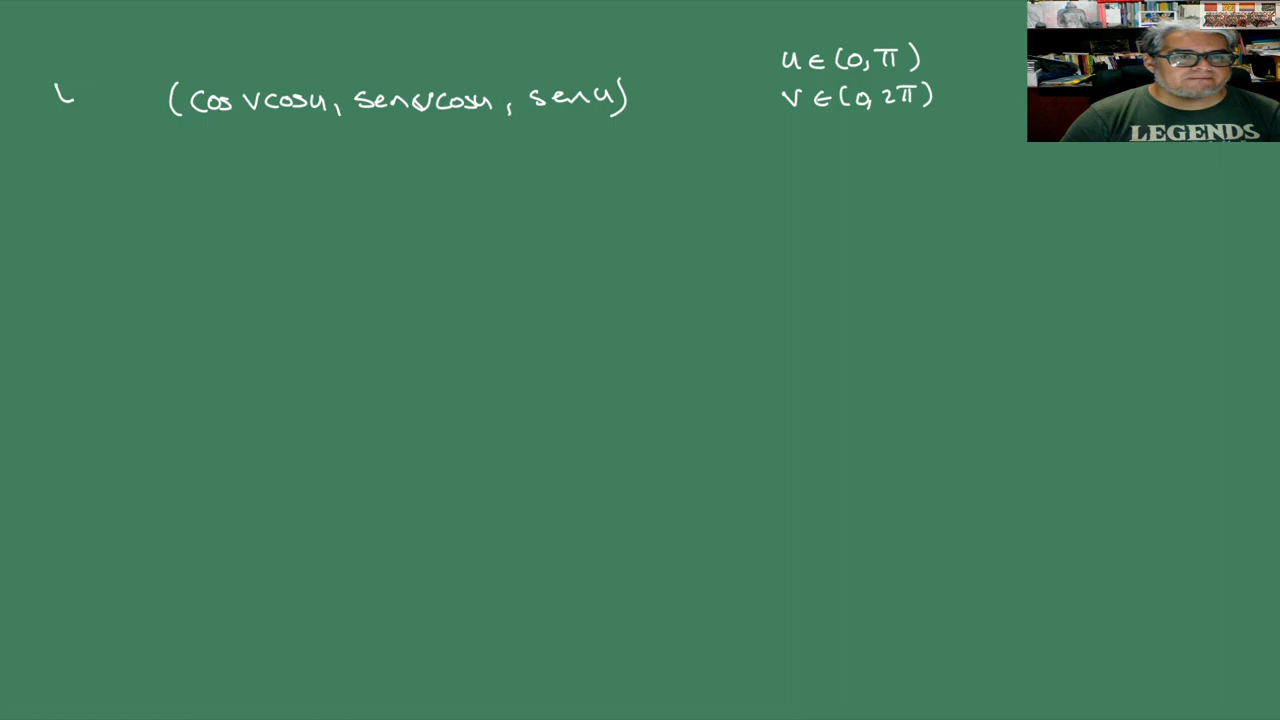 u ∈ (0, π)
(cos v cos u, sen v cos u, sen u)
v ∈ (0, 2π)
LEGENDS